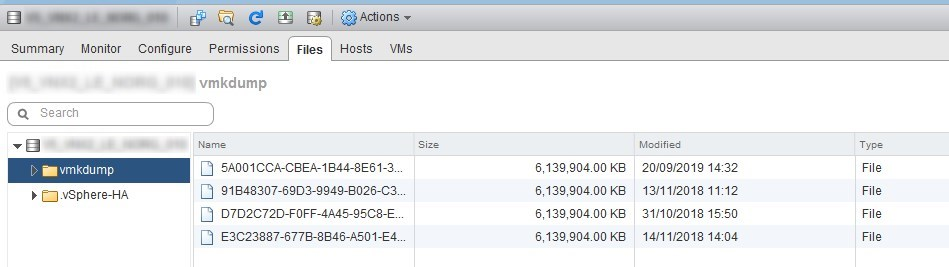 Actions
Summary Monitor Configure Permissions Files Hosts VMs
vmkdump
Search
Name Size Modified Type
vmkdump
.vSphere-HA
5A001CCA-CBEA-1B44-8E61-3... 6,139,904.00 KB 20/09/2019 14:32 File
91B48307-69D3-9949-B026-C3... 6,139,904.00 KB 13/11/2018 11:12 File
D7D2C72D-F0FF-4A45-95C8-E... 6,139,904.00 KB 31/10/2018 15:50 File
E3C23887-677B-8B46-A501-E4... 6,139,904.00 KB 14/11/2018 14:04 File